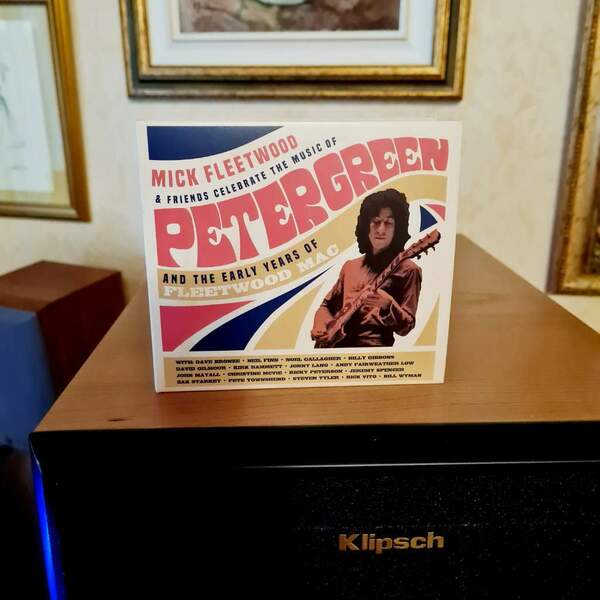 MICK FLEETWOOD
& FRIENDS CELEBRATE THE MUSIC OF
PETER GREEN
AND THE EARLY YEARS OF
FLEETWOOD MAC
WITH: DAVE BRONZE • NEIL FINN • NOEL GALLAGHER • BILLY GIBBONS
DAVID GILMOUR • KIRK HAMMETT • JONNY LANG • ANDY FAIRWEATHER LOW
JOHN MAYALL • CHRISTINE MCVIE • RICKY PETERSON • JEREMY SPENCER
ZAK STARKEY • PETE TOWNSHEND • STEVEN TYLER • RICK VITO • BILL WYMAN
Klipsch